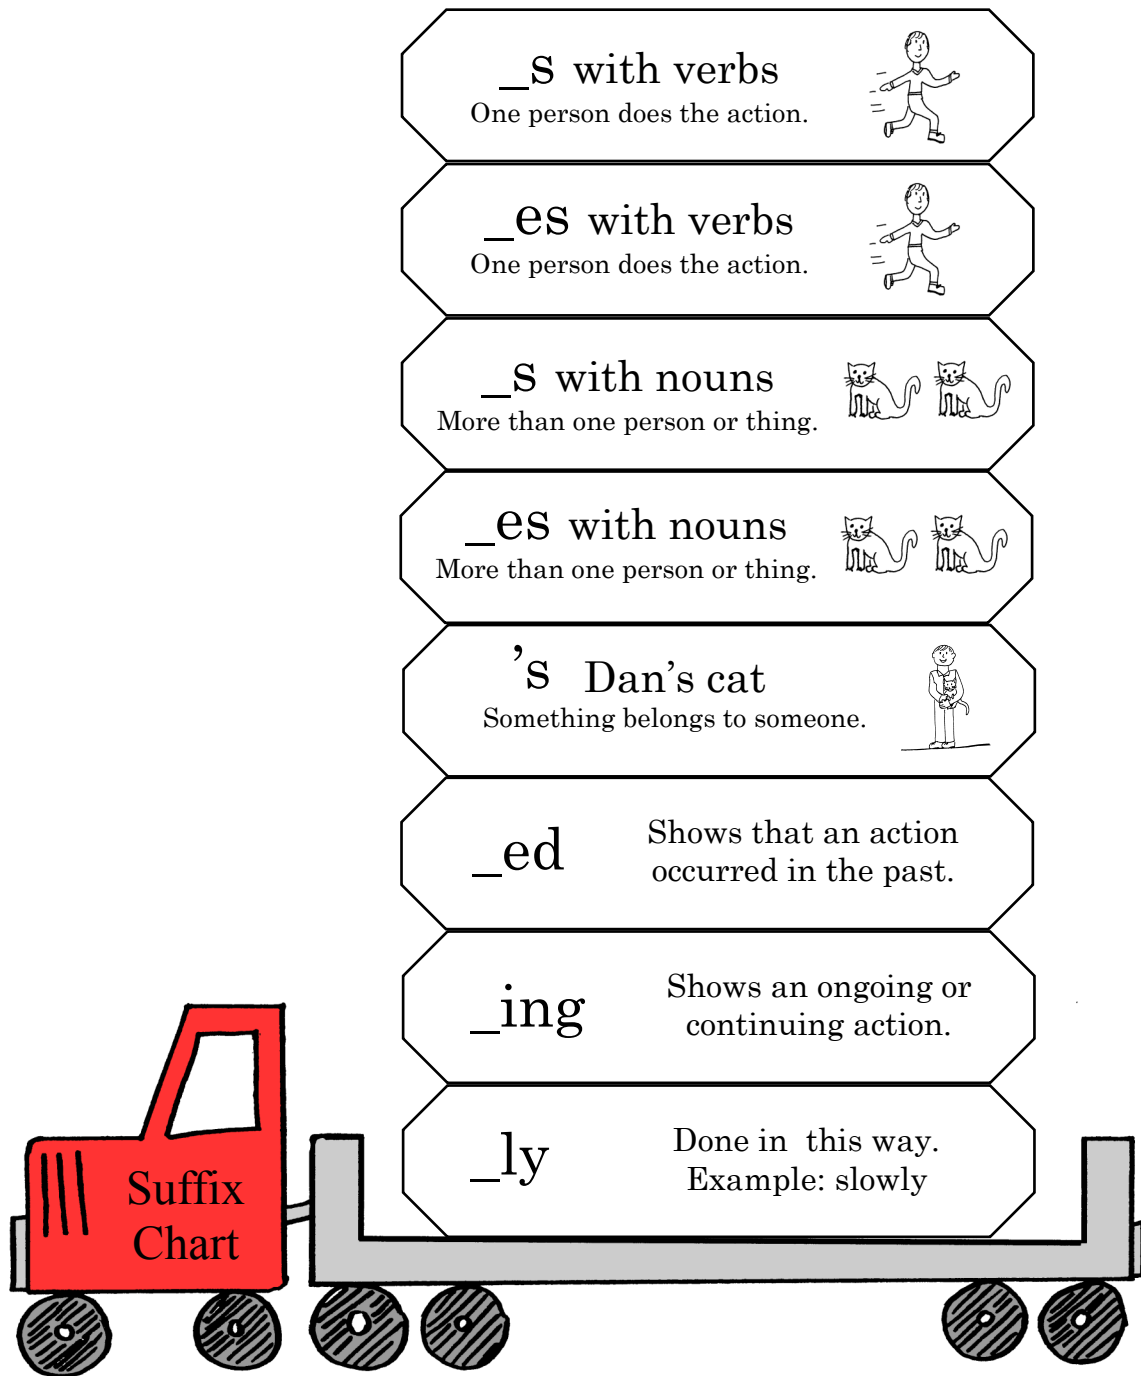 _s with verbs
One person does the action.
_es with verbs
One person does the action.
_s with nouns
More than one person or thing.
_es with nouns
More than one person or thing.
’s Dan’s cat
Something belongs to someone.
_ed
Shows that an action
occurred in the past.
_ing
Shows an ongoing or
continuing action.
_ly
Done in this way.
Example: slowly
Suffix
Chart